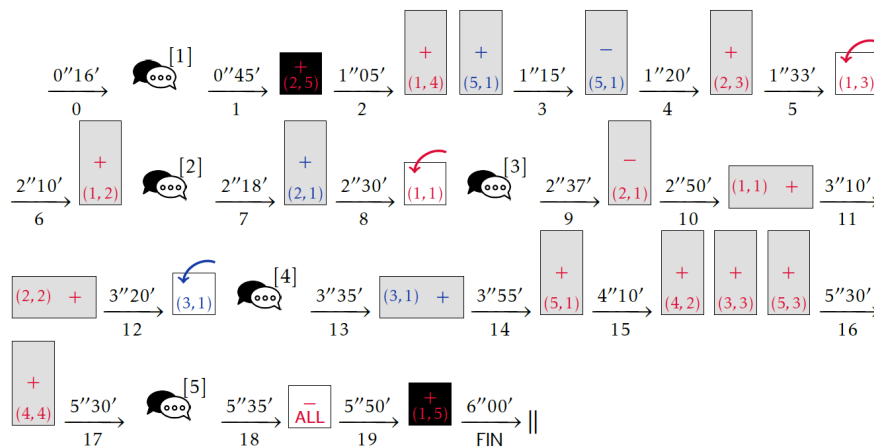 0″16′ [1] 0″45′ + (2,5) 1″05′ + (1,4) + (5,1) 1″15′ − (5,1) 1″20′ + (2,3) 1″33′ (1,3)
0 1 2 3 4 5
2″10′ + (1,2) [2] 2″18′ + (2,1) 2″30′ (1,1) [3] 2″37′ − (2,1) 2″50′ (1,1) + 3″10′
6 7 8 9 10 11
(2,2) + 3″20′ (3,1) [4] 3″35′ (3,1) + 3″55′ + (5,1) 4″10′ + (4,2) + (3,3) + (5,3) 5″30′
12 13 14 15 16
+ (4,4) 5″30′ [5] 5″35′ − ALL 5″50′ + (1,5) 6″00′
17 18 19 FIN